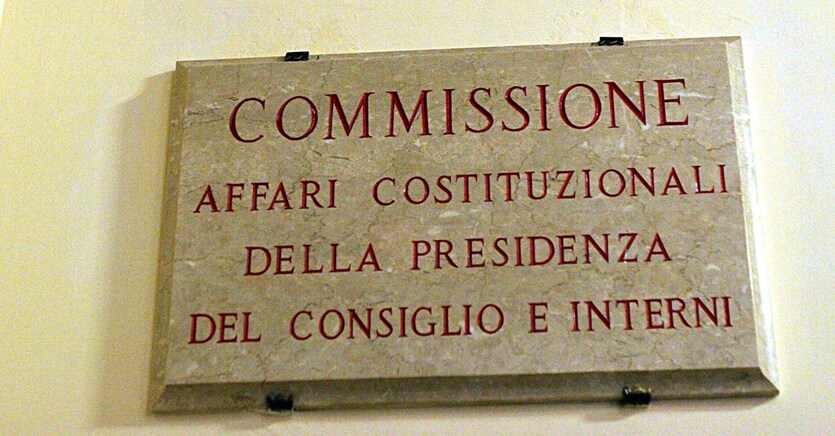 COMMISSIONE
AFFARI COSTITUZIONALI
DELLA PRESIDENZA
DEL CONSIGLIO E INTERNI